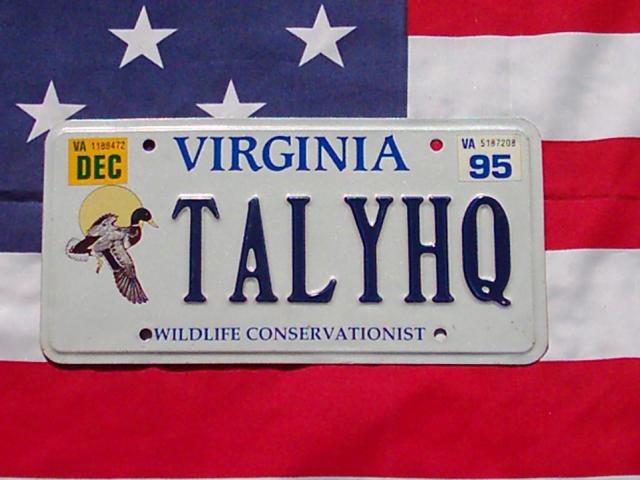 VA 1188472
DEC
VIRGINIA
VA 5187208
95
TALYHQ
WILDLIFE CONSERVATIONIST